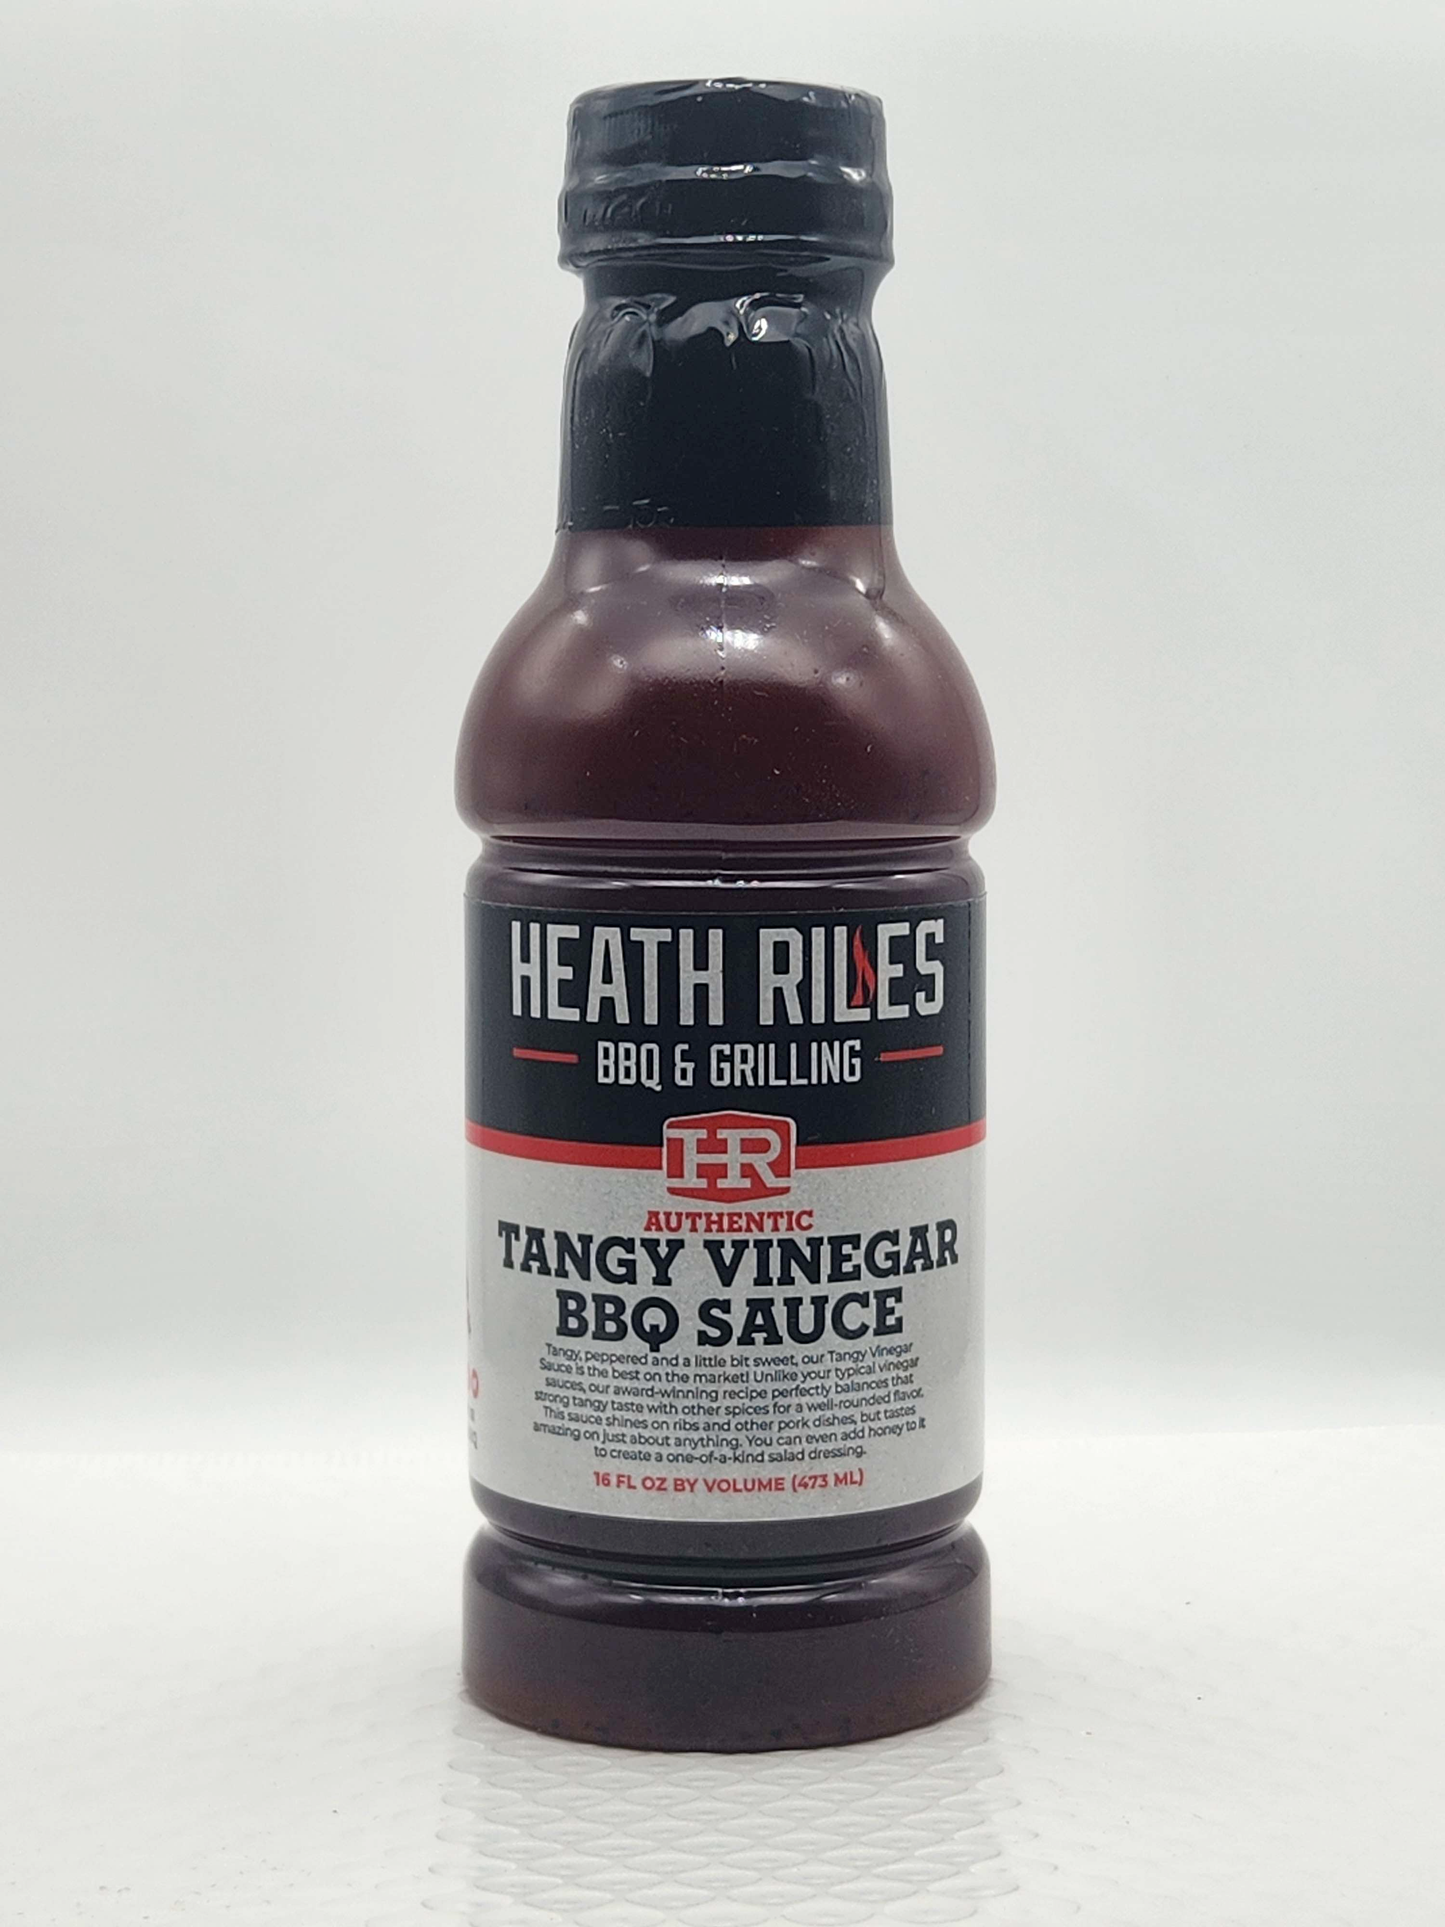 HEATH RILES
BBQ & GRILLING
HR
AUTHENTIC
TANGY VINEGAR
BBQ SAUCE
Tangy, peppered and a little bit sweet, our Tangy Vinegar
Sauce is the best on the market! Unlike your typical vinegar
sauces, our award-winning recipe perfectly balances that
strong tangy taste with other spices for a well-rounded flavor.
This sauce shines on ribs and other pork dishes, but tastes
amazing on just about anything. You can even add honey to it
to create a one-of-a-kind salad dressing.
16 FL OZ BY VOLUME (473 ML)